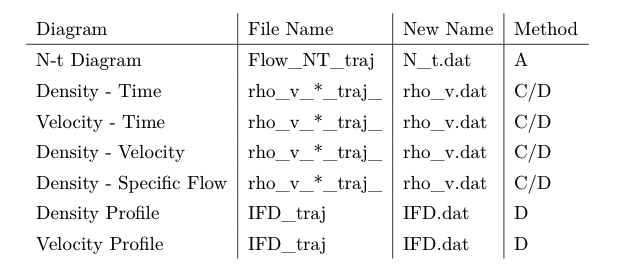 Diagram File Name New Name Method
N-t Diagram Flow_NT_traj N_t.dat A
Density - Time rho_v_*_traj_ rho_v.dat C/D
Velocity - Time rho_v_*_traj_ rho_v.dat C/D
Density - Velocity rho_v_*_traj_ rho_v.dat C/D
Density - Specific Flow rho_v_*_traj_ rho_v.dat C/D
Density Profile IFD_traj IFD.dat D
Velocity Profile IFD_traj IFD.dat D